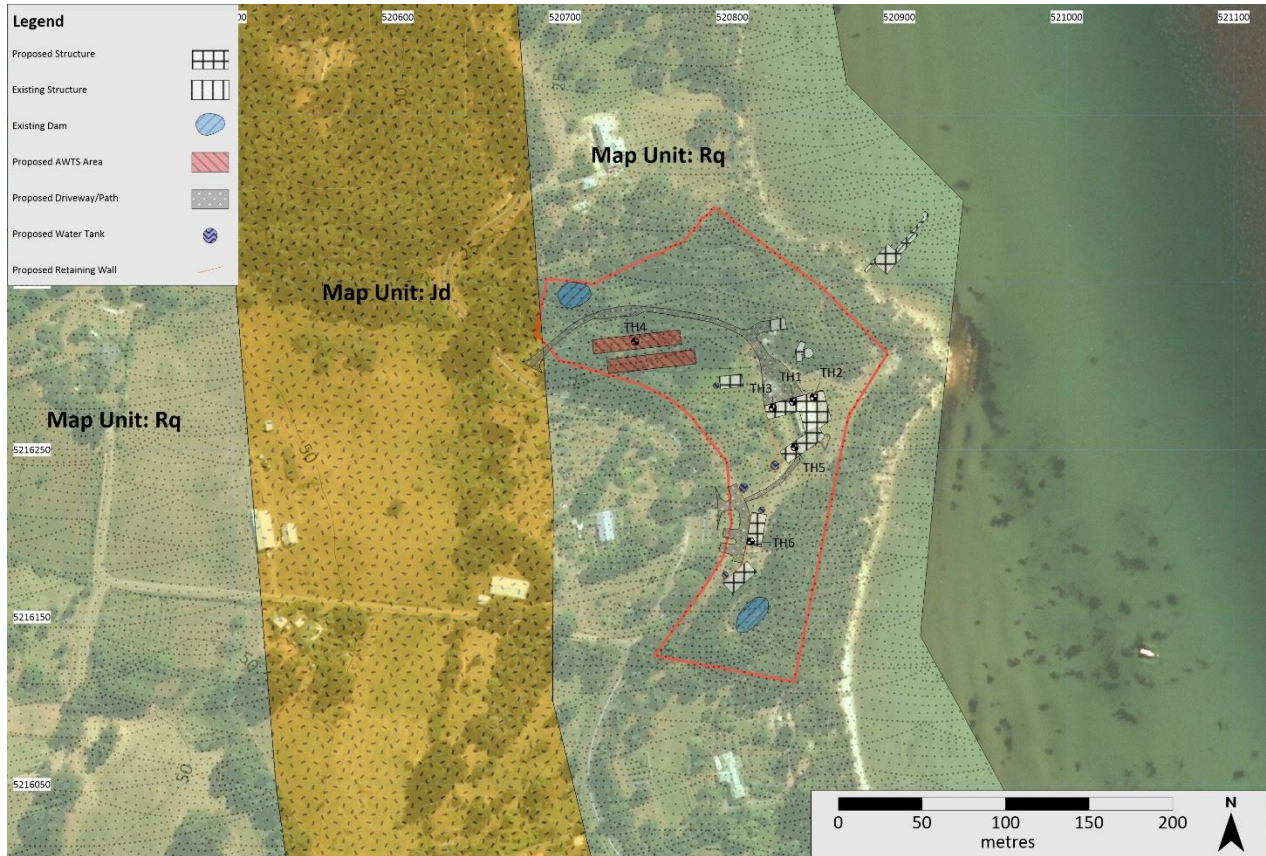 Legend
Proposed Structure
Existing Structure
Existing Dam
Proposed AWTS Area
Proposed Driveway/Path
Proposed Water Tank
Proposed Retaining Wall
520600
520700
520800
520900
521000
521100
50
25
Map Unit: Rq
25
Map Unit: Jd
TH4
25
TH3
TH1
TH2
Map Unit: Rq
5216250
50
TH5
TH6
5216150
50
5216050
50
0 50 100 150 200
metres
N